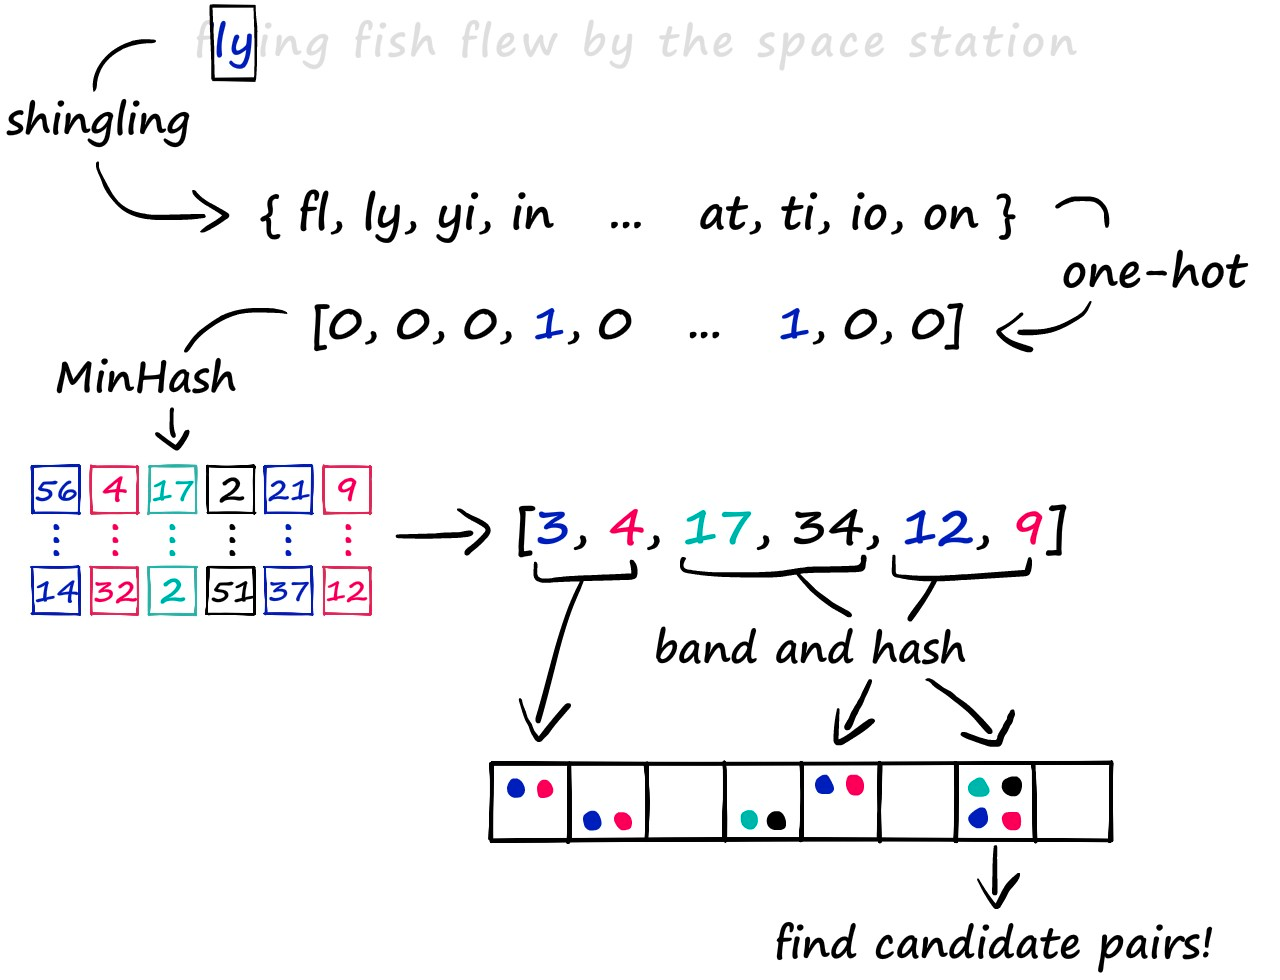 flying fish flew by the space station
shingling
{ fl, ly, yi, in ... at, ti, io, on }
one-hot
[0, 0, 0, 1, 0 ... 1, 0, 0]
MinHash
56 4 17 2 21 9
14 32 2 51 37 12
[3, 4, 17, 34, 12, 9]
band and hash
find candidate pairs!